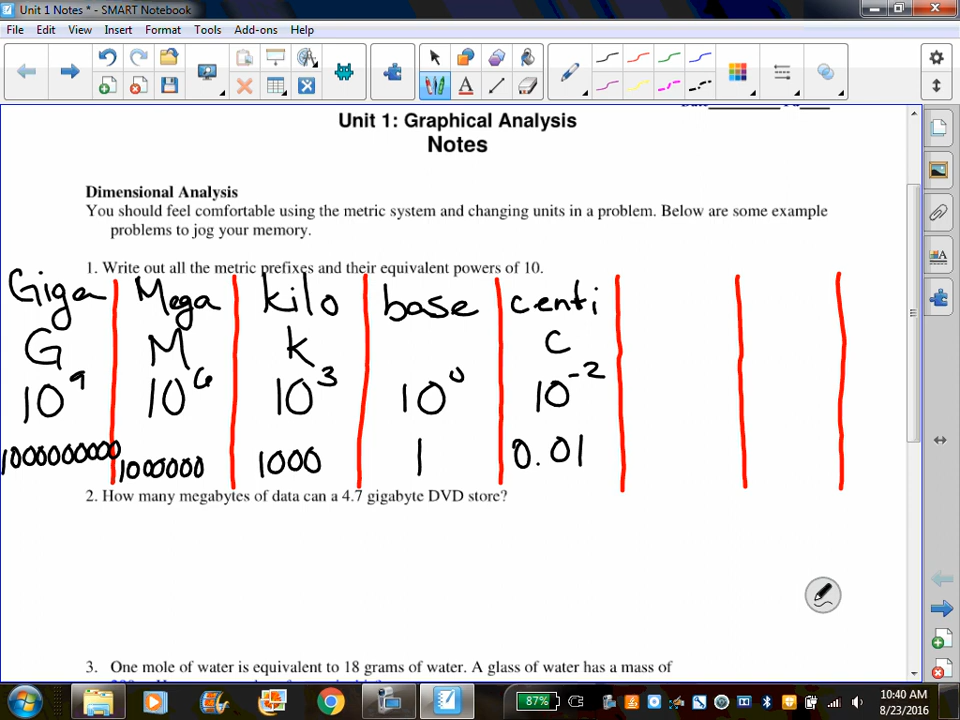 Unit 1 Notes * - SMART Notebook
File Edit View Insert Format Tools Add-ons Help
Unit 1: Graphical Analysis
Notes
Dimensional Analysis
You should feel comfortable using the metric system and changing units in a problem. Below are some example
problems to jog your memory.
1. Write out all the metric prefixes and their equivalent powers of 10.
Giga Mega kilo base centi
G M K C
10⁹ 10⁶ 10³ 10⁰ 10⁻²
1000000000 1000000 1000 1 0.01
2. How many megabytes of data can a 4.7 gigabyte DVD store?
3. One mole of water is equivalent to 18 grams of water. A glass of water has a mass of
87%
10:40 AM
8/23/2016